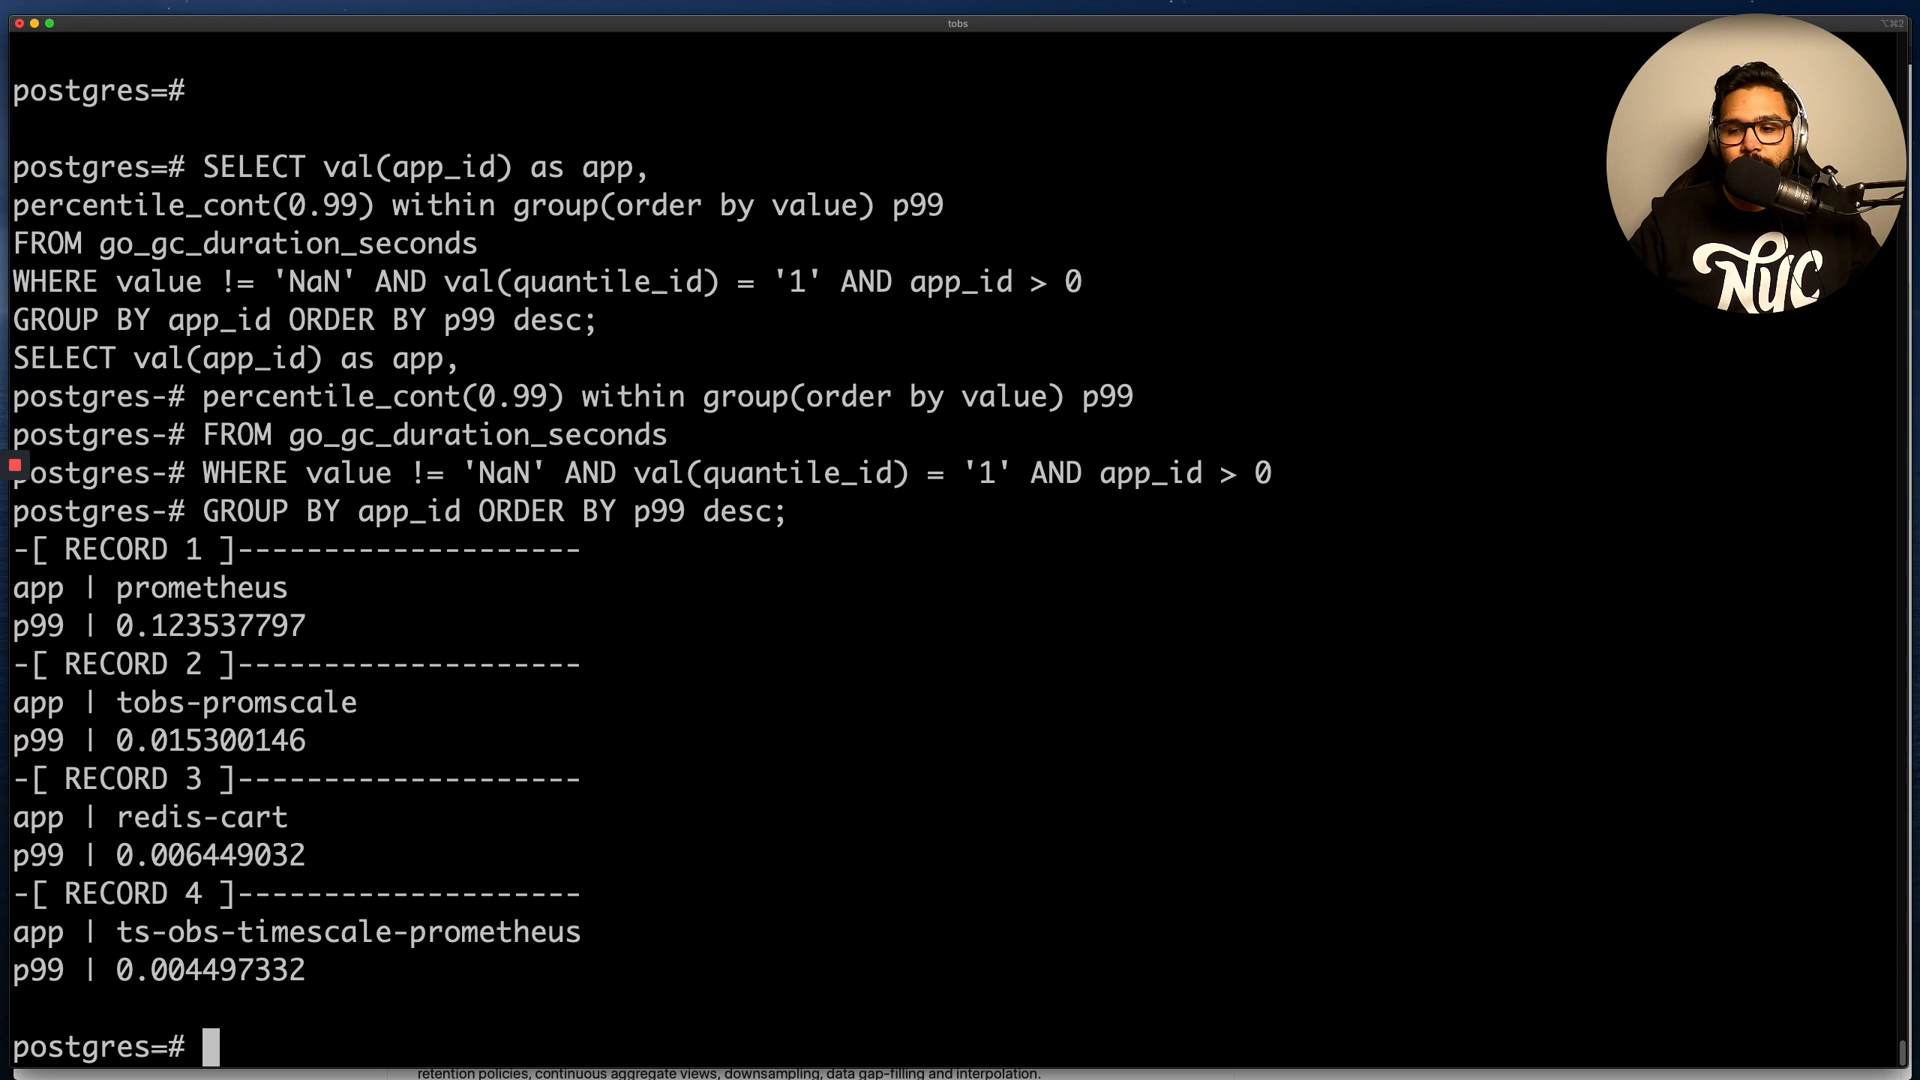 tobs
⌥⌘2
postgres=#
postgres=# SELECT val(app_id) as app,
percentile_cont(0.99) within group(order by value) p99
FROM go_gc_duration_seconds
WHERE value != 'NaN' AND val(quantile_id) = '1' AND app_id > 0
GROUP BY app_id ORDER BY p99 desc;
SELECT val(app_id) as app,
postgres-# percentile_cont(0.99) within group(order by value) p99
postgres-# FROM go_gc_duration_seconds
postgres-# WHERE value != 'NaN' AND val(quantile_id) = '1' AND app_id > 0
postgres-# GROUP BY app_id ORDER BY p99 desc;
-[ RECORD 1 ]--------------------
app | prometheus
p99 | 0.123537797
-[ RECORD 2 ]--------------------
app | tobs-promscale
p99 | 0.015300146
-[ RECORD 3 ]--------------------
app | redis-cart
p99 | 0.006449032
-[ RECORD 4 ]--------------------
app | ts-obs-timescale-prometheus
p99 | 0.004497332
postgres=#
retention policies, continuous aggregate views, downsampling, data gap-filling and interpolation.
NYC